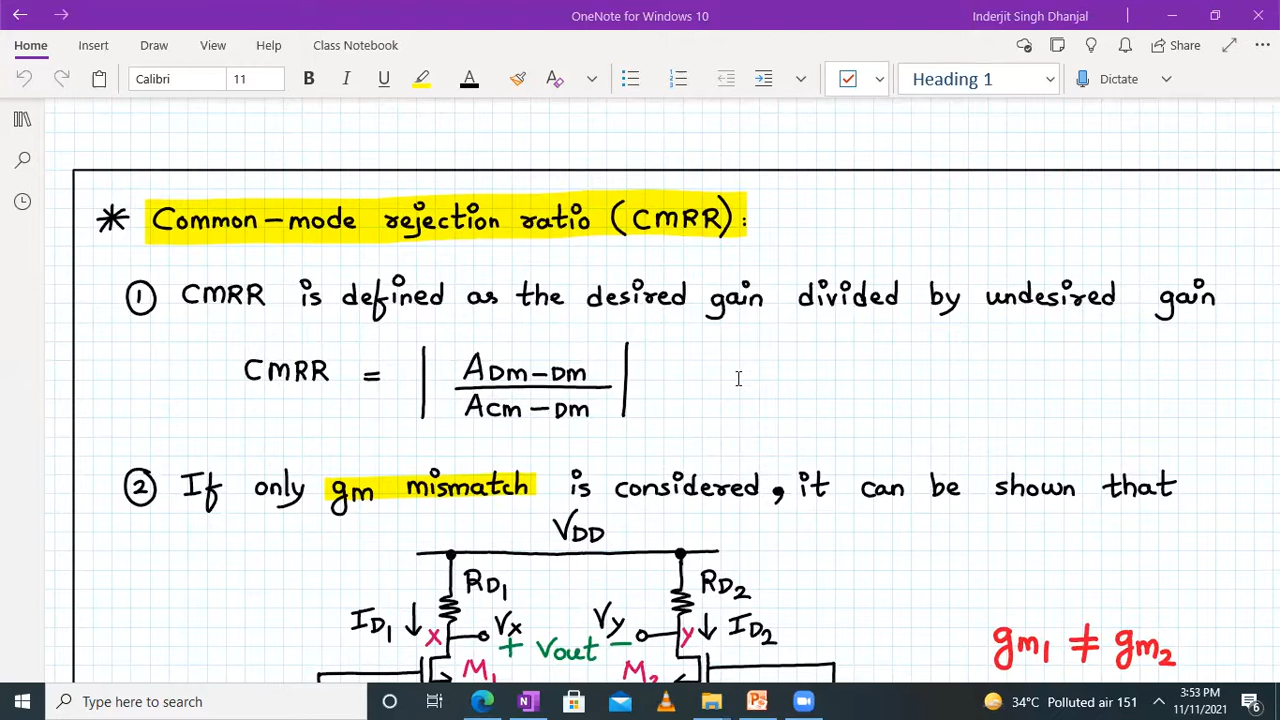 OneNote for Windows 10
Inderjit Singh Dhanjal
Home Insert Draw View Help Class Notebook
Share
Calibri 11 B I U A A Heading 1 Dictate
* Common-mode rejection ratio (CMRR):
① CMRR is defined as the desired gain divided by undesired gain
CMRR = | ADM-DM / ACM-DM |
② If only gm mismatch is considered, it can be shown that
VDD
RD1 RD2
ID1 ↓ Vx Vy ↓ ID2
x + Vout - y
M1 M2
gm1 ≠ gm2
Type here to search
34°C Polluted air 151
3:53 PM
11/11/2021
6